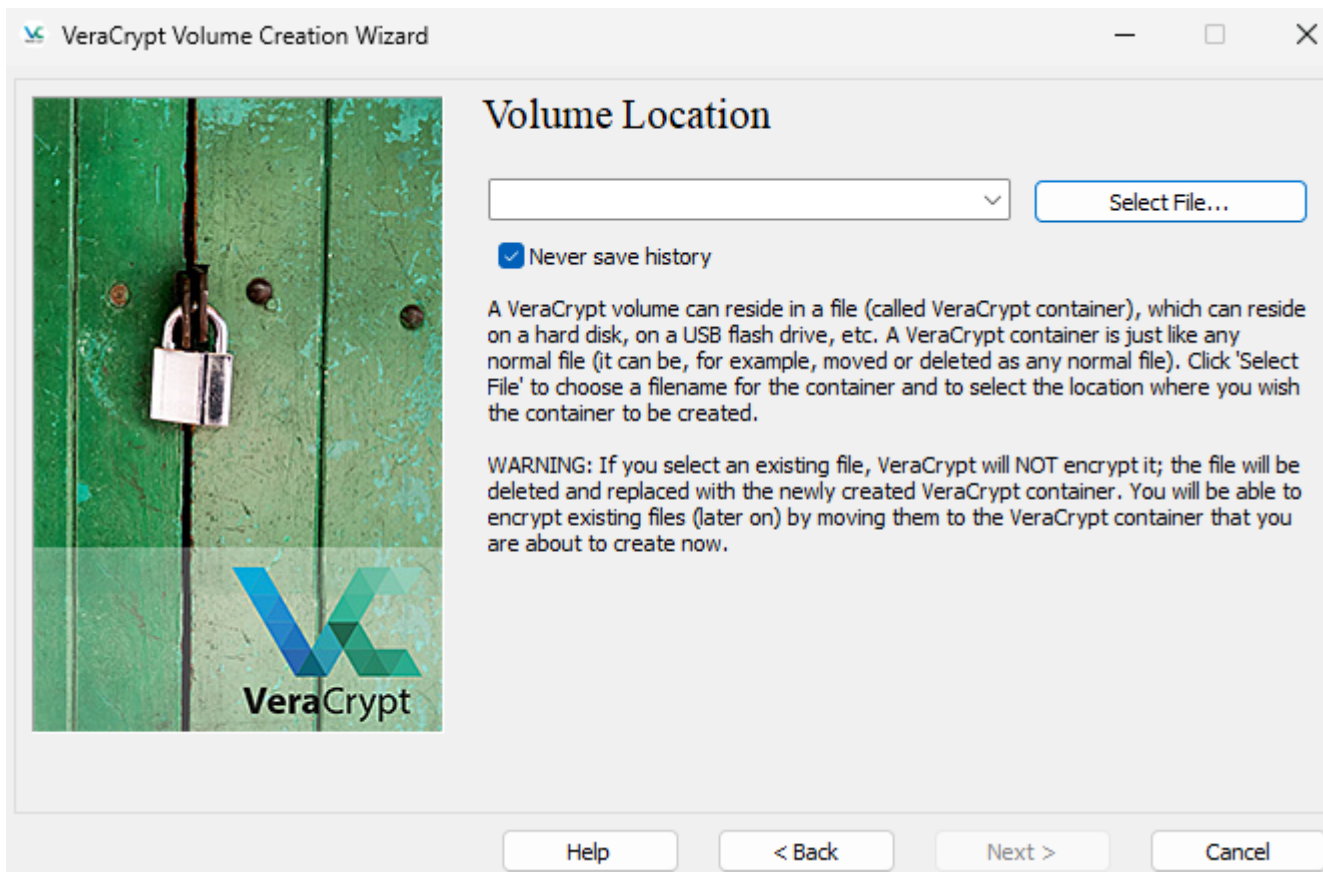 VeraCrypt Volume Creation Wizard
Volume Location
Select File...
Never save history
A VeraCrypt volume can reside in a file (called VeraCrypt container), which can reside
on a hard disk, on a USB flash drive, etc. A VeraCrypt container is just like any
normal file (it can be, for example, moved or deleted as any normal file). Click 'Select
File' to choose a filename for the container and to select the location where you wish
the container to be created.
WARNING: If you select an existing file, VeraCrypt will NOT encrypt it; the file will be
deleted and replaced with the newly created VeraCrypt container. You will be able to
encrypt existing files (later on) by moving them to the VeraCrypt container that you
are about to create now.
VeraCrypt
Help
< Back
Next >
Cancel